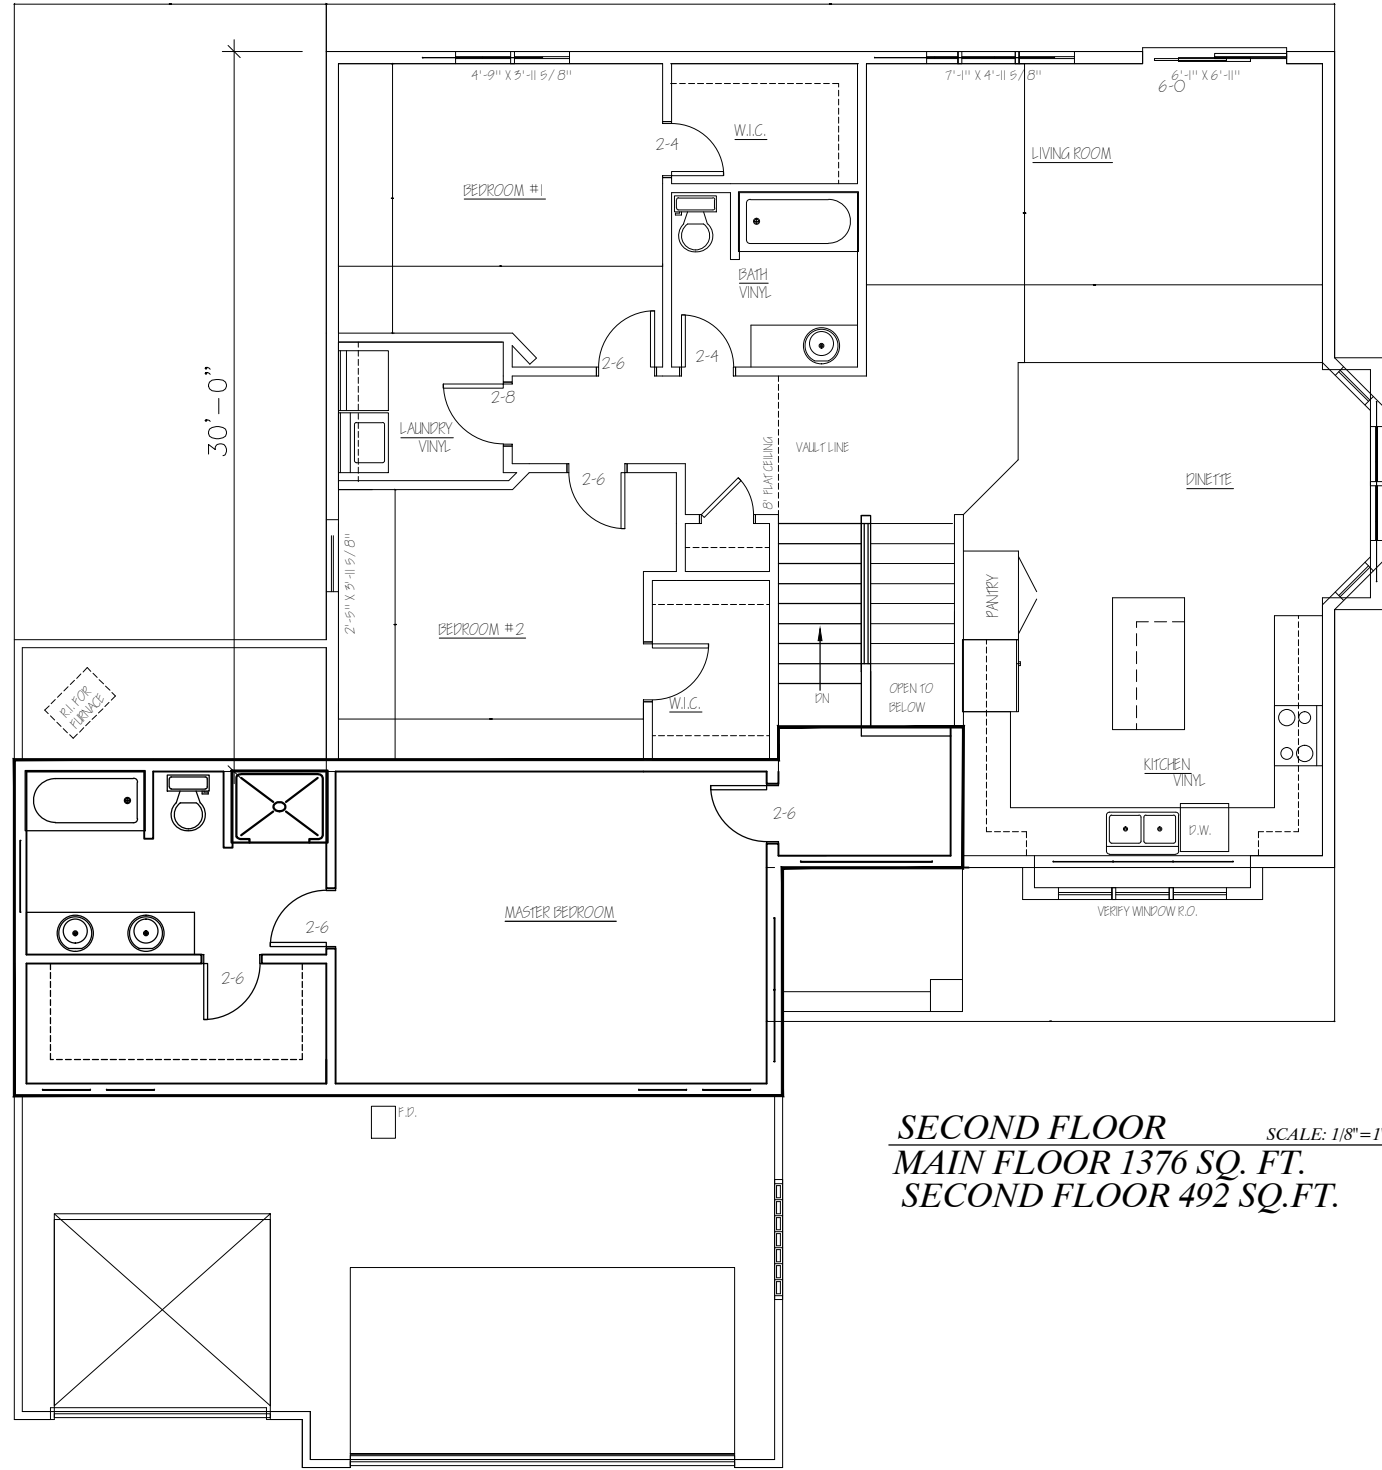 4'-9" X 3'-11 5/8"
7'-1" X 4'-11 5/8"
6'-1" X 6'-11"
6-0
W.I.C.
2-4
LIVING ROOM
BEDROOM #1
BATH
VINYL
30'-0"
2-6
2-4
2-8
LAUNDRY
VINYL
8' FLAT CEILING
VAULT LINE
2-6
DINETTE
2'-5" X 3'-11 5/8"
PANTRY
BEDROOM #2
R.I. FOR
FURNACE
W.I.C.
DN
OPEN TO
BELOW
KITCHEN
VINYL
2-6
D.W.
MASTER BEDROOM
VERIFY WINDOW R.O.
2-6
2-6
F.D.
SECOND FLOOR SCALE: 1/8"=1'
MAIN FLOOR 1376 SQ. FT.
SECOND FLOOR 492 SQ.FT.